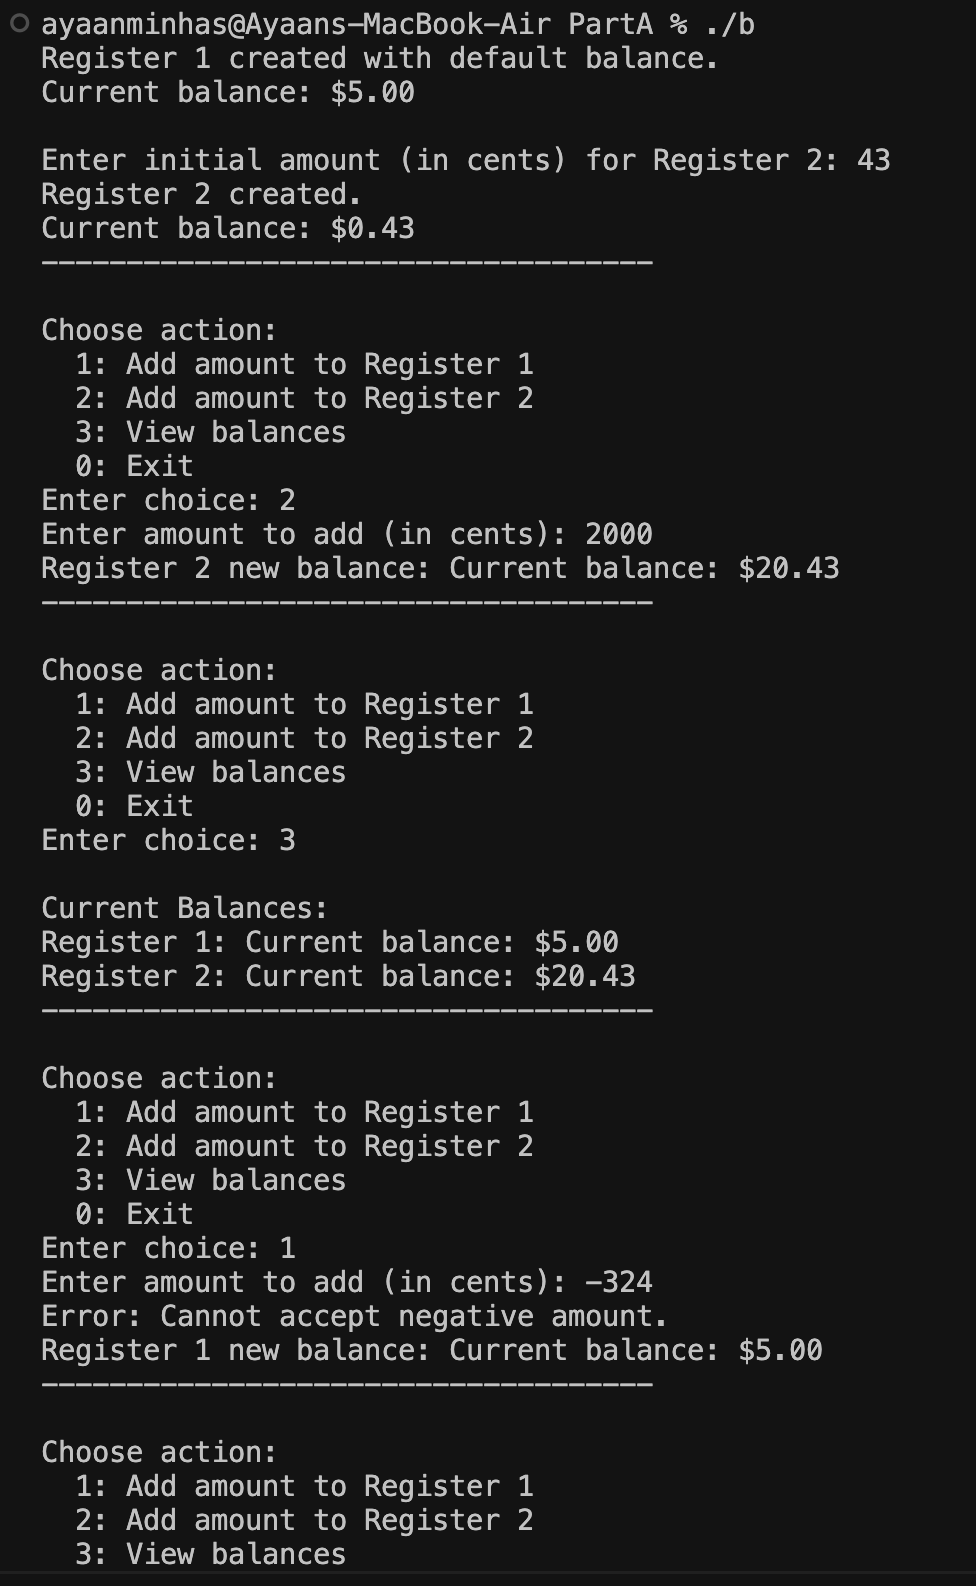 ayaanminhas@Ayaans-MacBook-Air PartA % ./b
Register 1 created with default balance.
Current balance: $5.00

Enter initial amount (in cents) for Register 2: 43
Register 2 created.
Current balance: $0.43
------------------------------------

Choose action:
  1: Add amount to Register 1
  2: Add amount to Register 2
  3: View balances
  0: Exit
Enter choice: 2
Enter amount to add (in cents): 2000
Register 2 new balance: Current balance: $20.43
------------------------------------

Choose action:
  1: Add amount to Register 1
  2: Add amount to Register 2
  3: View balances
  0: Exit
Enter choice: 3

Current Balances:
Register 1: Current balance: $5.00
Register 2: Current balance: $20.43
------------------------------------

Choose action:
  1: Add amount to Register 1
  2: Add amount to Register 2
  3: View balances
  0: Exit
Enter choice: 1
Enter amount to add (in cents): -324
Error: Cannot accept negative amount.
Register 1 new balance: Current balance: $5.00
------------------------------------

Choose action:
  1: Add amount to Register 1
  2: Add amount to Register 2
  3: View balances